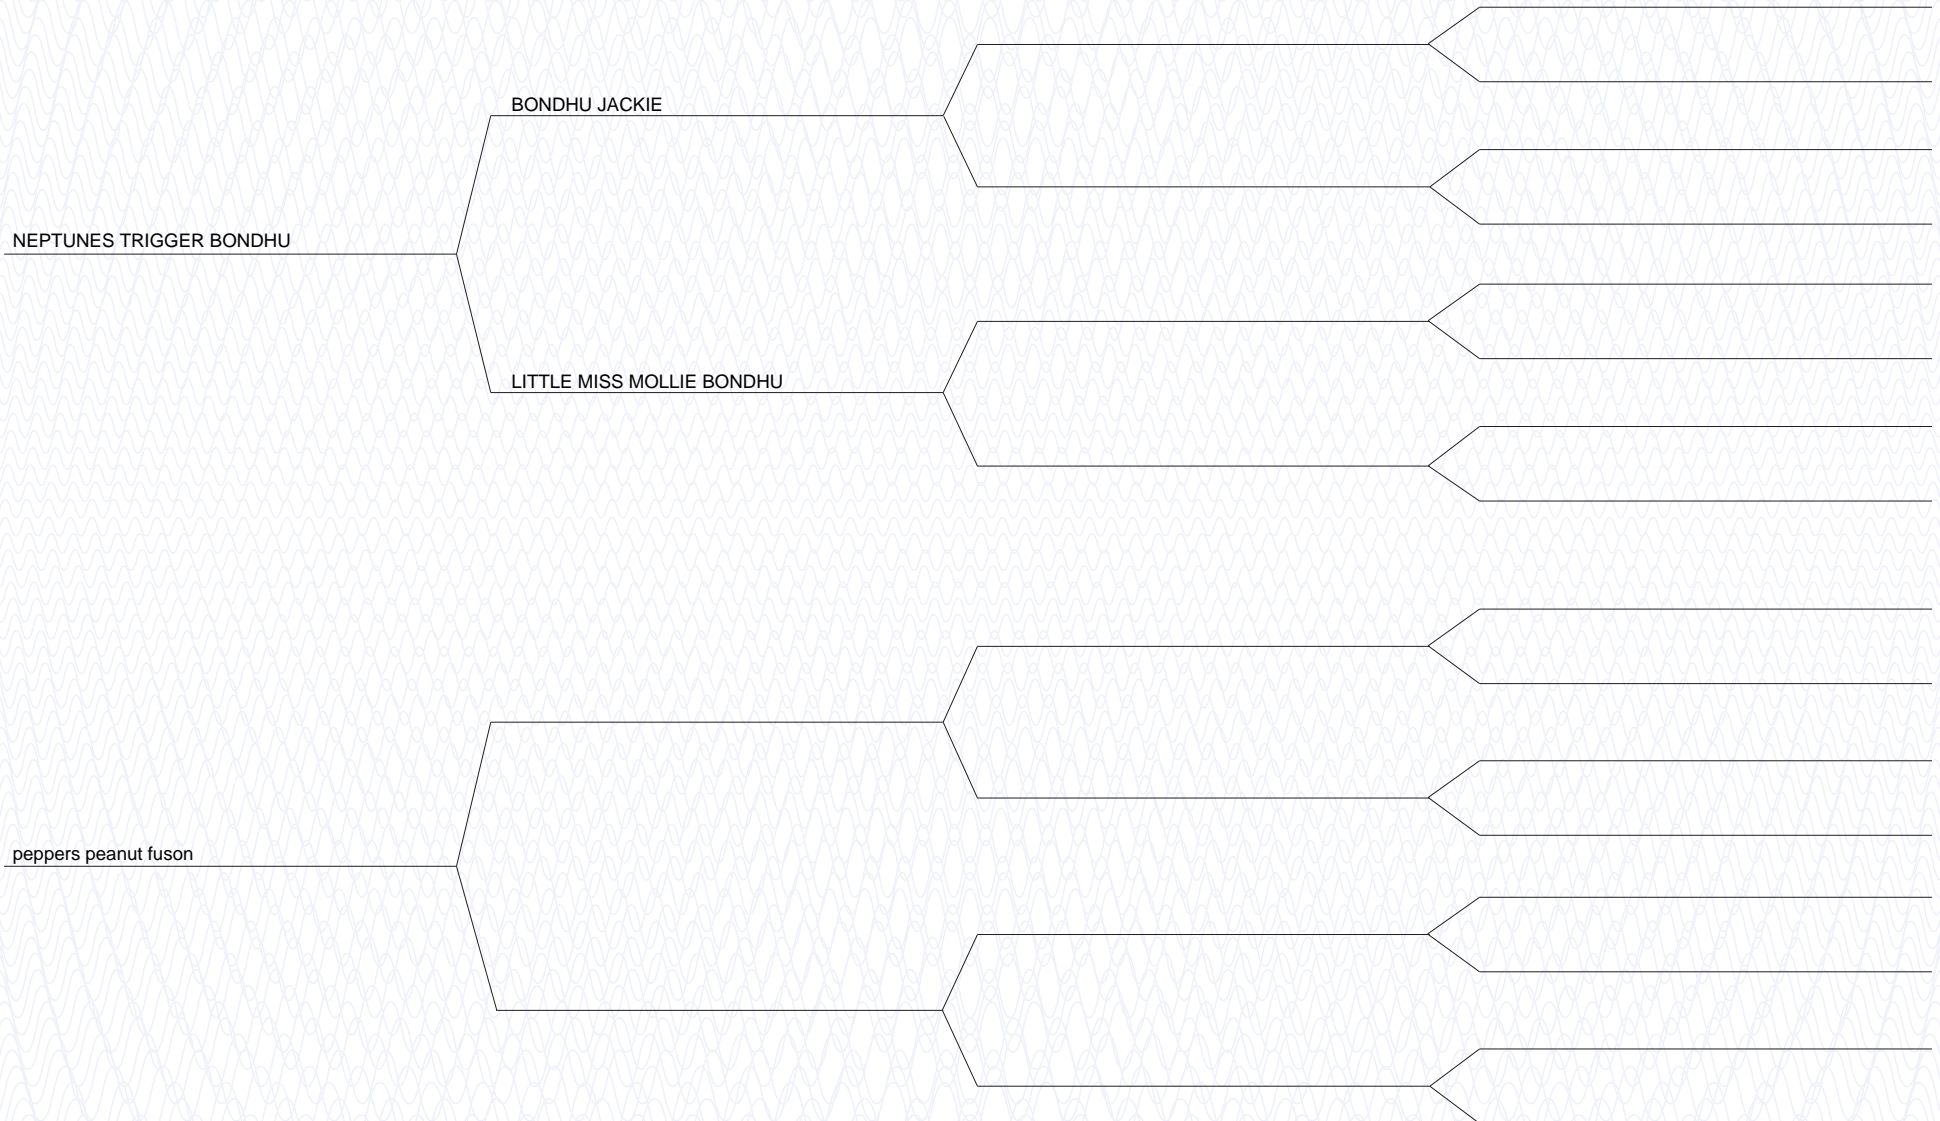 BONDHU JACKIE
NEPTUNES TRIGGER BONDHU
LITTLE MISS MOLLIE BONDHU
peppers peanut fuson